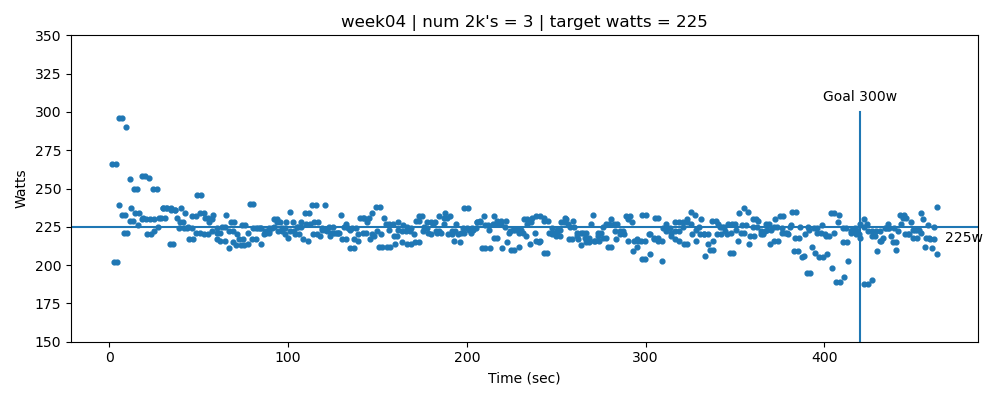 week04 | num 2k's = 3 | target watts = 225
350
325
300
275
250
225
200
175
150
Watts
Goal 300w
225w
0
100
200
300
400
Time (sec)